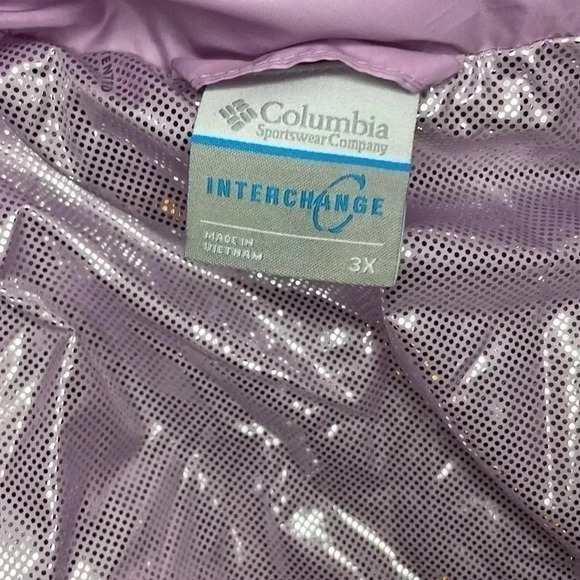 Columbia
Sportswear Company
INTERCHANGE
MADE IN
VIETNAM
3X